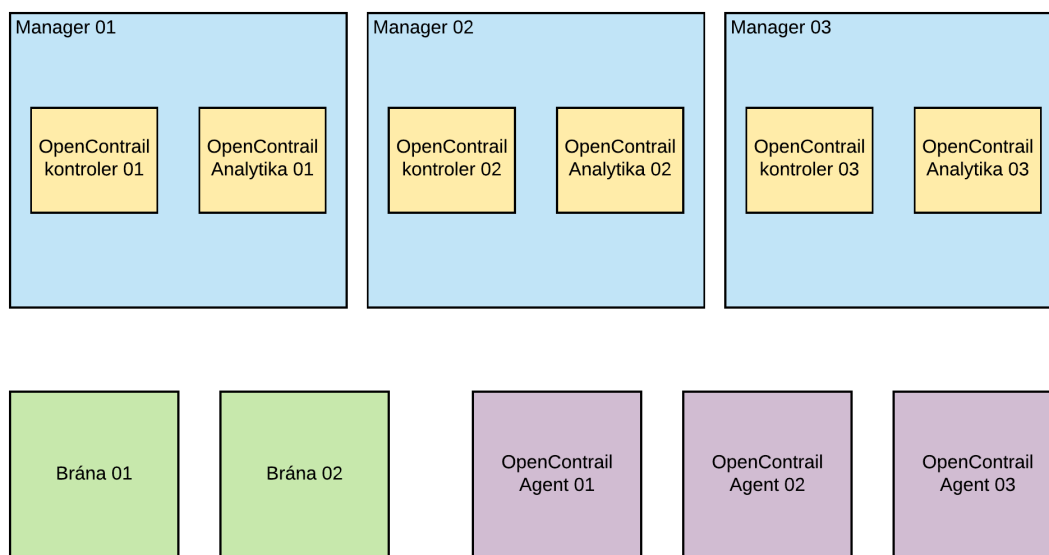 Manager 01
Manager 02
Manager 03
OpenContrail
kontroler 01
OpenContrail
Analytika 01
OpenContrail
kontroler 02
OpenContrail
Analytika 02
OpenContrail
kontroler 03
OpenContrail
Analytika 03
Brána 01
Brána 02
OpenContrail
Agent 01
OpenContrail
Agent 02
OpenContrail
Agent 03